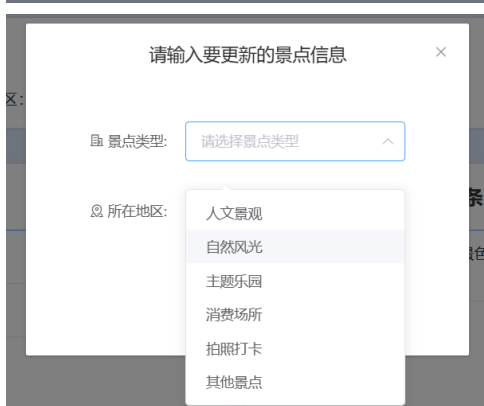 请输入要更新的景点信息
区:
景点类型: 请选择景点类型
条
所在地区:
人文景观
自然风光
主题乐园
消费场所
拍照打卡
其他景点